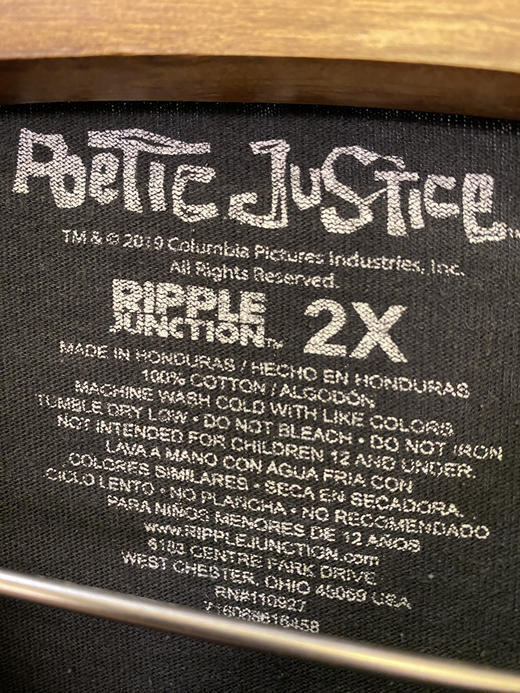 Poetic Justice™
TM & © 2019 Columbia Pictures Industries, Inc.
All Rights Reserved.
RIPPLE JUNCTION™ 2X
MADE IN HONDURAS / HECHO EN HONDURAS
100% COTTON / ALGODÓN
MACHINE WASH COLD WITH LIKE COLORS
TUMBLE DRY LOW • DO NOT BLEACH • DO NOT IRON
NOT INTENDED FOR CHILDREN 12 AND UNDER.
LAVA A MANO CON AGUA FRIA CON
COLORES SIMILARES • SECA EN SECADORA.
CICLO LENTO • NO PLANCHA • NO RECOMENDADO
PARA NIÑOS MENORES DE 12 AÑOS
www.RIPPLEJUNCTION.com
6183 CENTRE PARK DRIVE
WEST CHESTER, OHIO 45069 USA
RN#110927